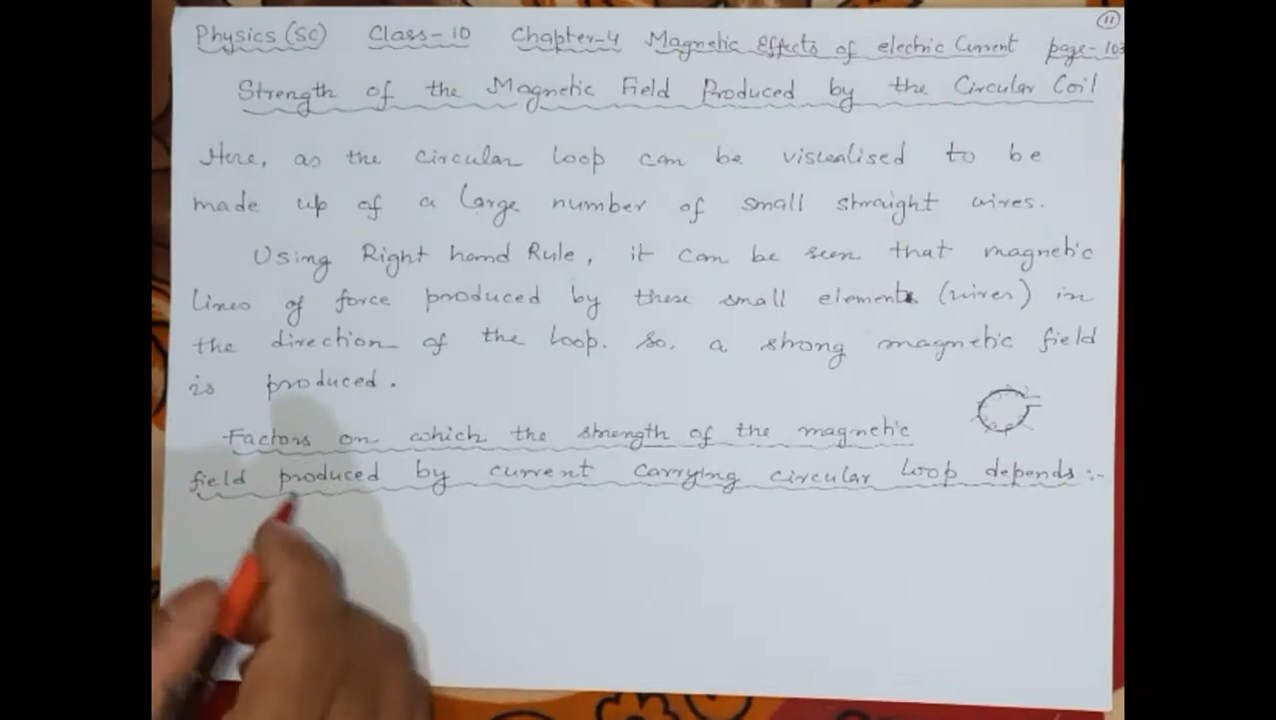 11
Physics (SC) Class-10 Chapter-4 Magnetic Effects of electric Current page-103
Strength of the Magnetic Field Produced by the Circular Coil
Here, as the circular loop can be visualised to be
made up of a large number of small straight wires.
Using Right hand Rule, it can be seen that magnetic
lines of force produced by these small elements (wires) in
the direction of the loop. So, a strong magnetic field
is produced.
Factors on which the strength of the magnetic
field produced by current carrying circular loop depends :-